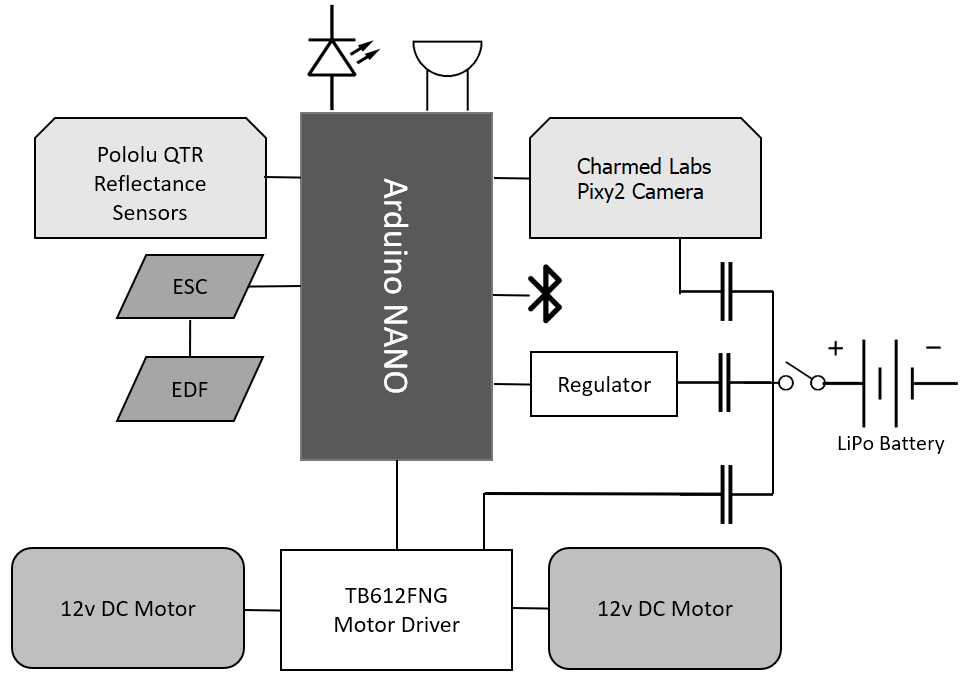 Pololu QTR
Reflectance
Sensors
Arduino NANO
Charmed Labs
Pixy2 Camera
ESC
EDF
Regulator
+
−
LiPo Battery
12v DC Motor
TB612FNG
Motor Driver
12v DC Motor